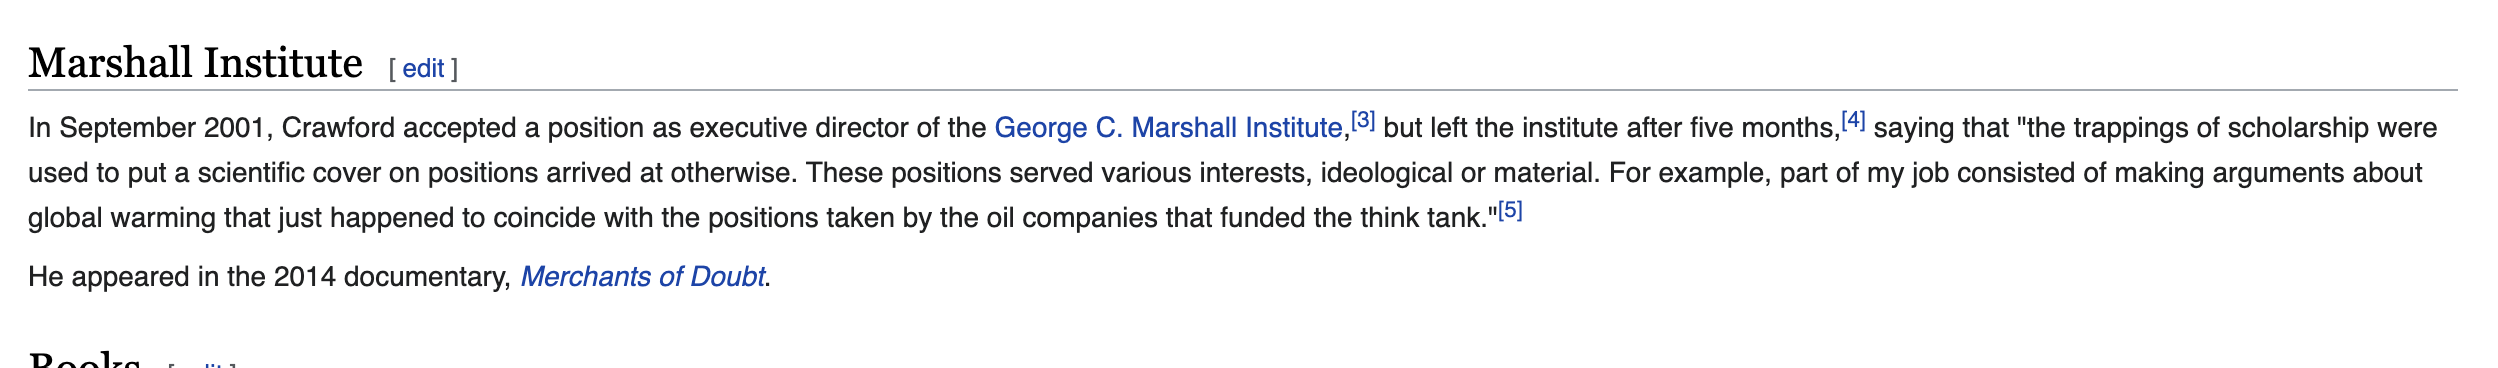 Marshall Institute [ edit ]
In September 2001, Crawford accepted a position as executive director of the George C. Marshall Institute,[3] but left the institute after five months,[4] saying that "the trappings of scholarship were
used to put a scientific cover on positions arrived at otherwise. These positions served various interests, ideological or material. For example, part of my job consisted of making arguments about
global warming that just happened to coincide with the positions taken by the oil companies that funded the think tank."[5]
He appeared in the 2014 documentary, Merchants of Doubt.
Books [ edit ]